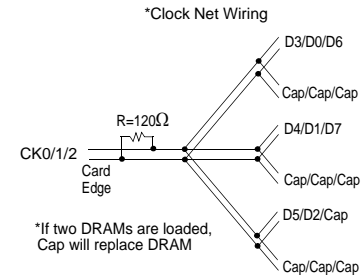 *Clock Net Wiring
D3/D0/D6
Cap/Cap/Cap
R=120Ω
D4/D1/D7
CK0/1/2
Card
Edge
Cap/Cap/Cap
D5/D2/Cap
*If two DRAMs are loaded,
Cap will replace DRAM
Cap/Cap/Cap